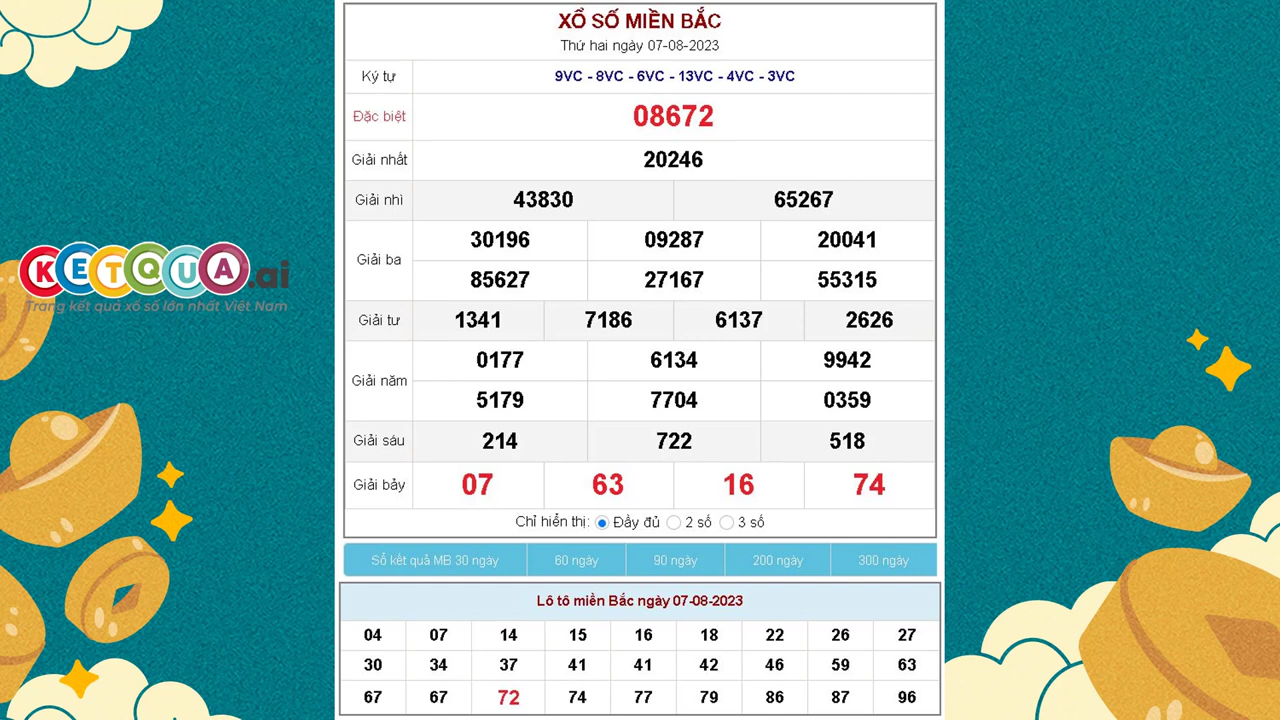 XỔ SỐ MIỀN BẮC
Thứ hai ngày 07-08-2023
Ký tự 9VC - 8VC - 6VC - 13VC - 4VC - 3VC
Đặc biệt 08672
Giải nhất 20246
Giải nhì 43830 65267
Giải ba
30196 09287 20041
85627 27167 55315
Giải tư 1341 7186 6137 2626
Giải năm
0177 6134 9942
5179 7704 0359
Giải sáu 214 722 518
Giải bảy 07 63 16 74
Chỉ hiển thị: Đầy đủ 2 số 3 số
Sổ kết quả MB 30 ngày 60 ngày 90 ngày 200 ngày 300 ngày
Lô tô miền Bắc ngày 07-08-2023
04 07 14 15 16 18 22 26 27
30 34 37 41 41 42 46 59 63
67 67 72 74 77 79 86 87 96
KETQUA.ai
Trang kết quả xổ số lớn nhất Việt Nam